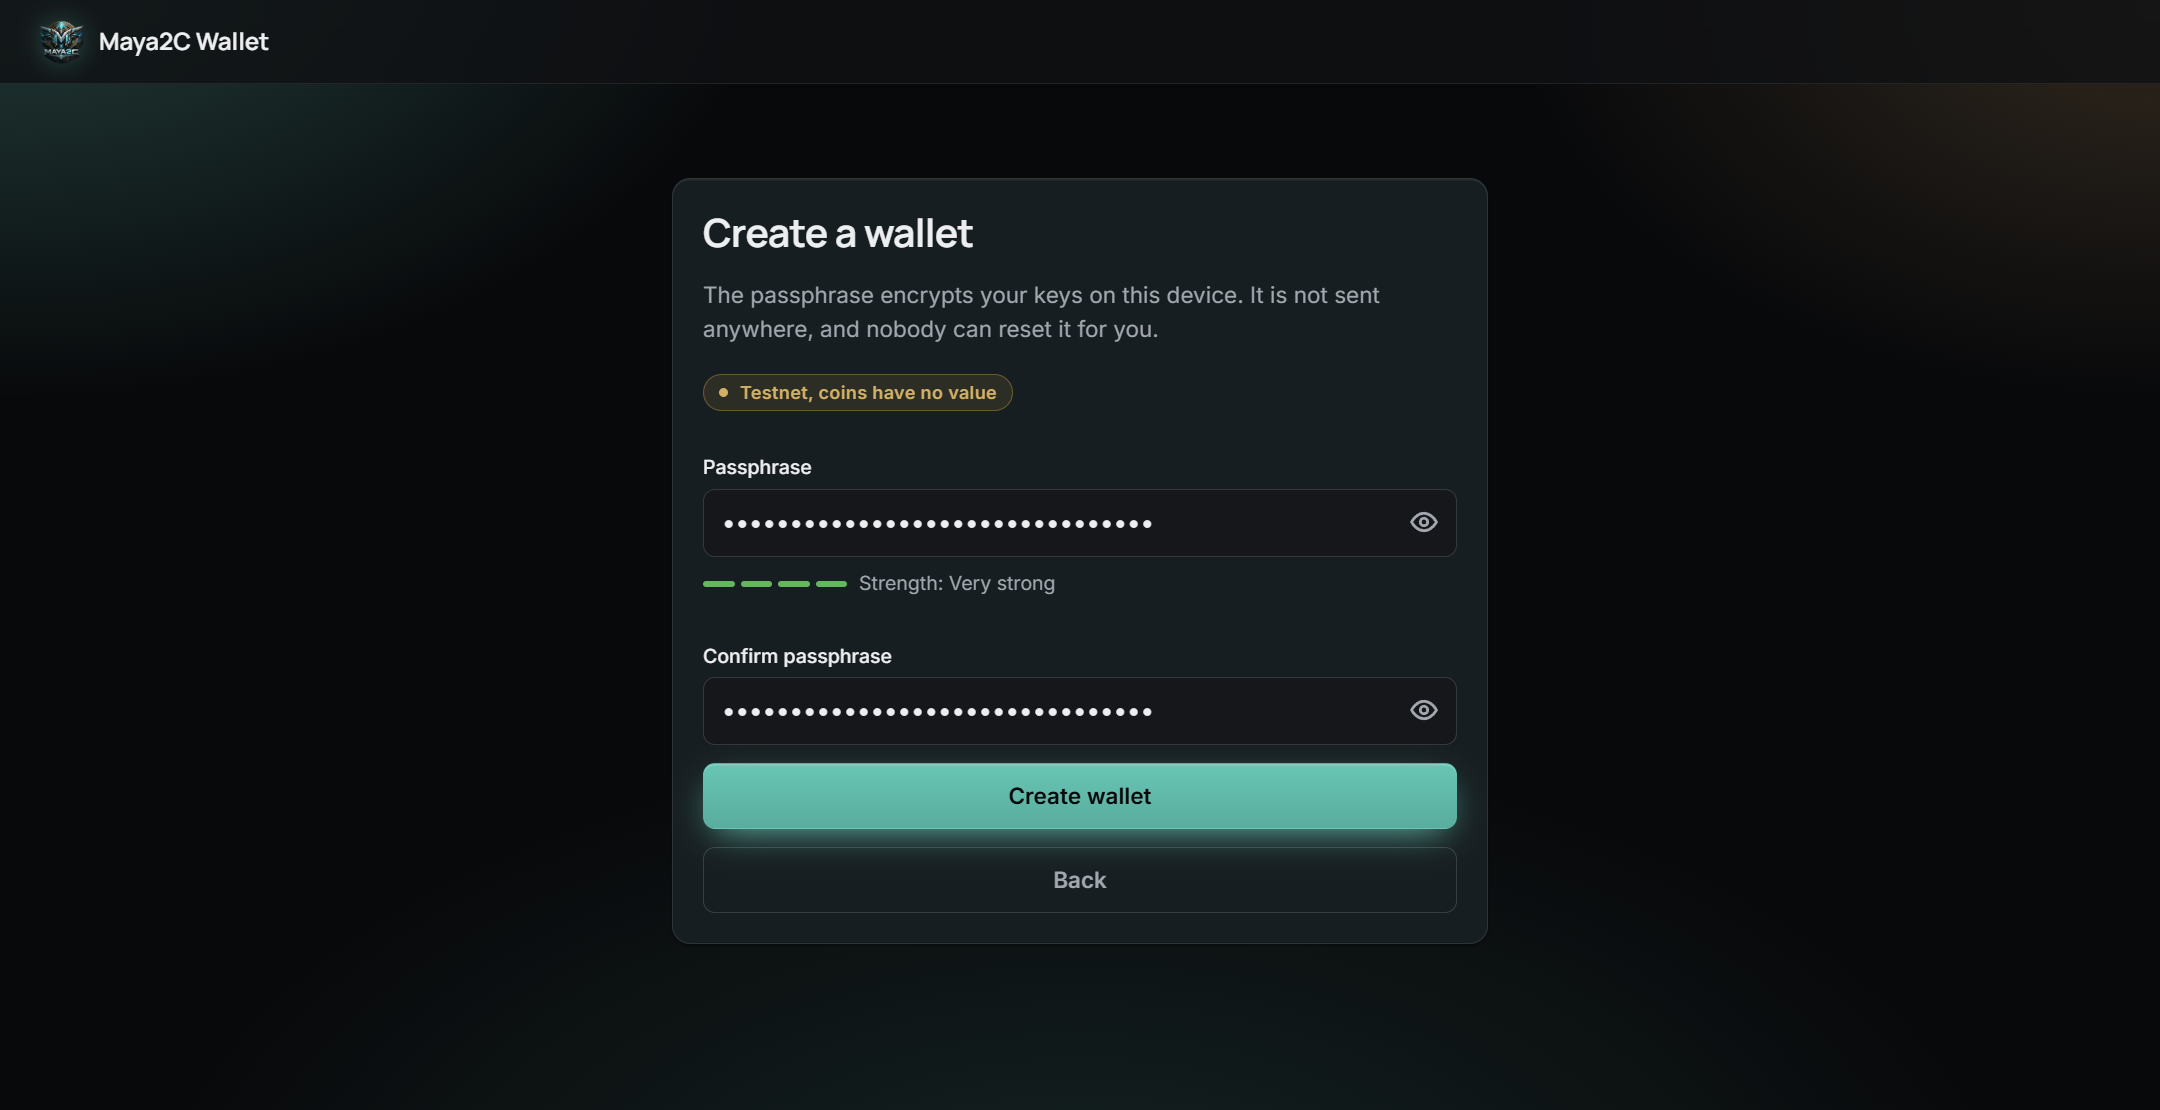 MAYA2C
Maya2C Wallet
Create a wallet
The passphrase encrypts your keys on this device. It is not sent
anywhere, and nobody can reset it for you.
Testnet, coins have no value
Passphrase
••••••••••••••••••••••••••••••••
Strength: Very strong
Confirm passphrase
••••••••••••••••••••••••••••••••
Create wallet
Back